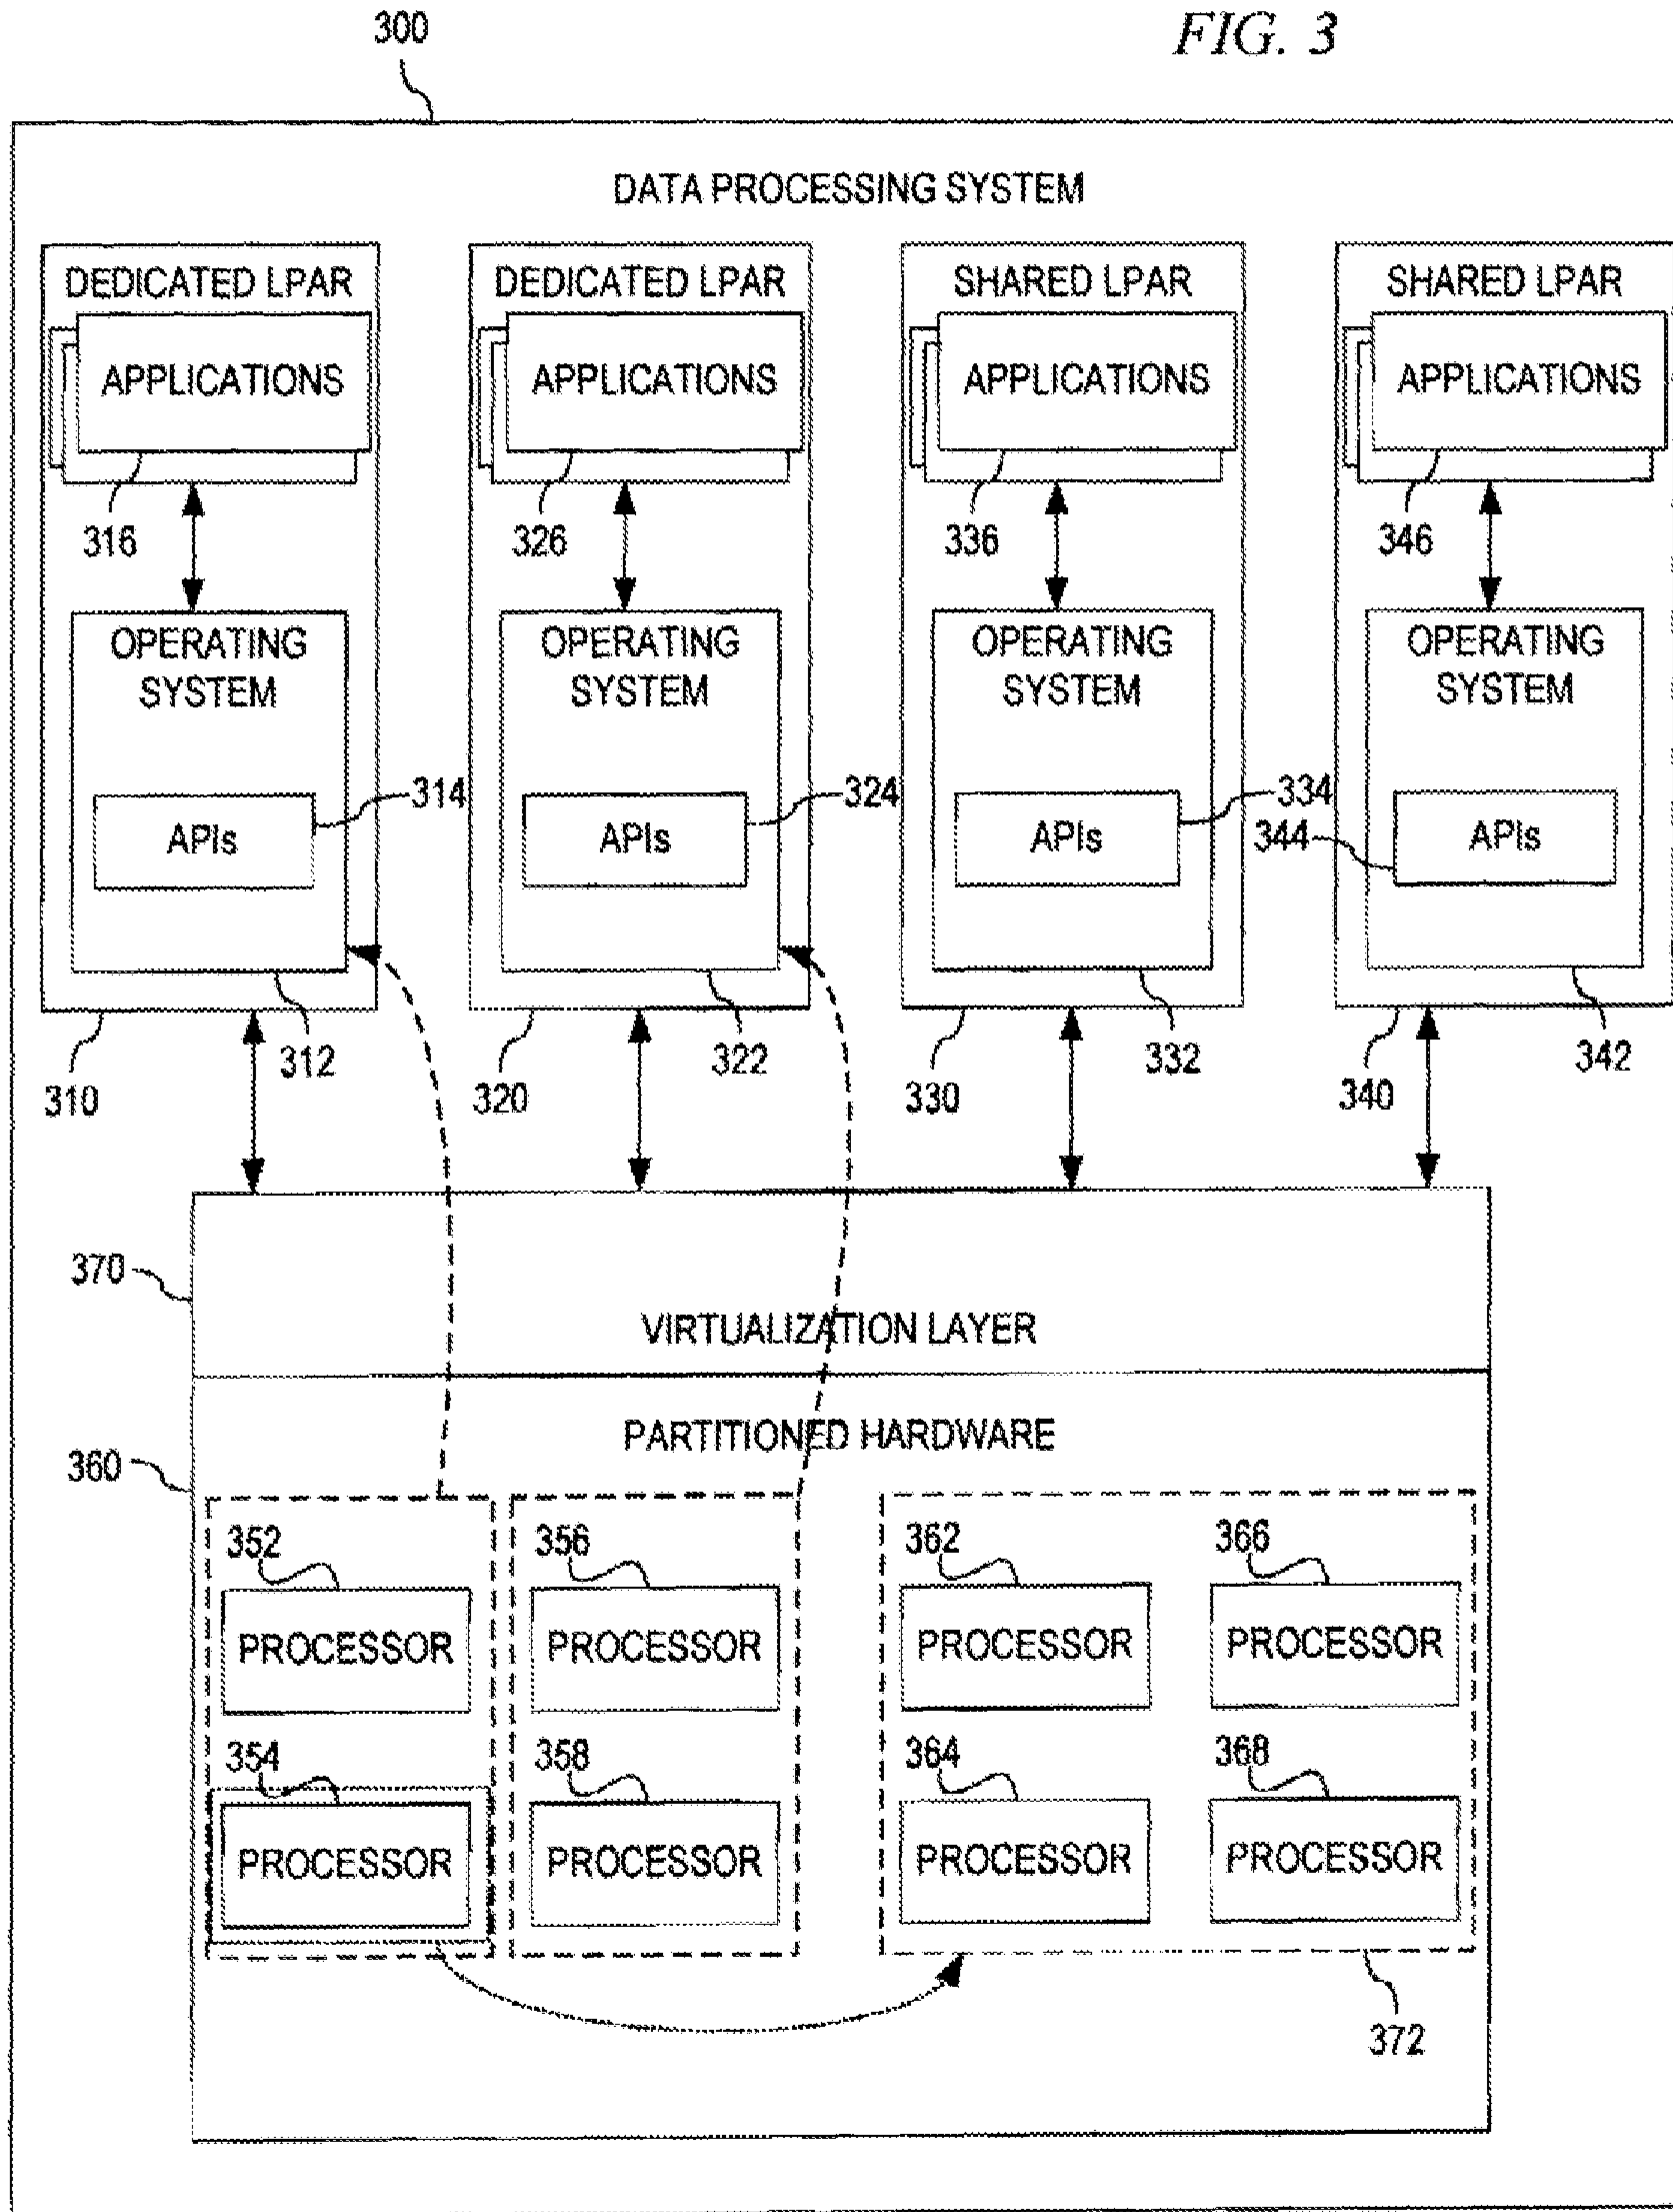 300
FIG. 3
DATA PROCESSING SYSTEM
DEDICATED LPAR
DEDICATED LPAR
SHARED LPAR
SHARED LPAR
APPLICATIONS
APPLICATIONS
APPLICATIONS
APPLICATIONS
316
326
336
346
OPERATING
SYSTEM
OPERATING
SYSTEM
OPERATING
SYSTEM
OPERATING
SYSTEM
314
324
334
344
APIs
APIs
APIs
APIs
310
312
320
322
330
332
340
342
370
VIRTUALIZATION LAYER
PARTITIONED HARDWARE
360
352
356
362
366
PROCESSOR
PROCESSOR
PROCESSOR
PROCESSOR
354
358
364
368
PROCESSOR
PROCESSOR
PROCESSOR
PROCESSOR
372